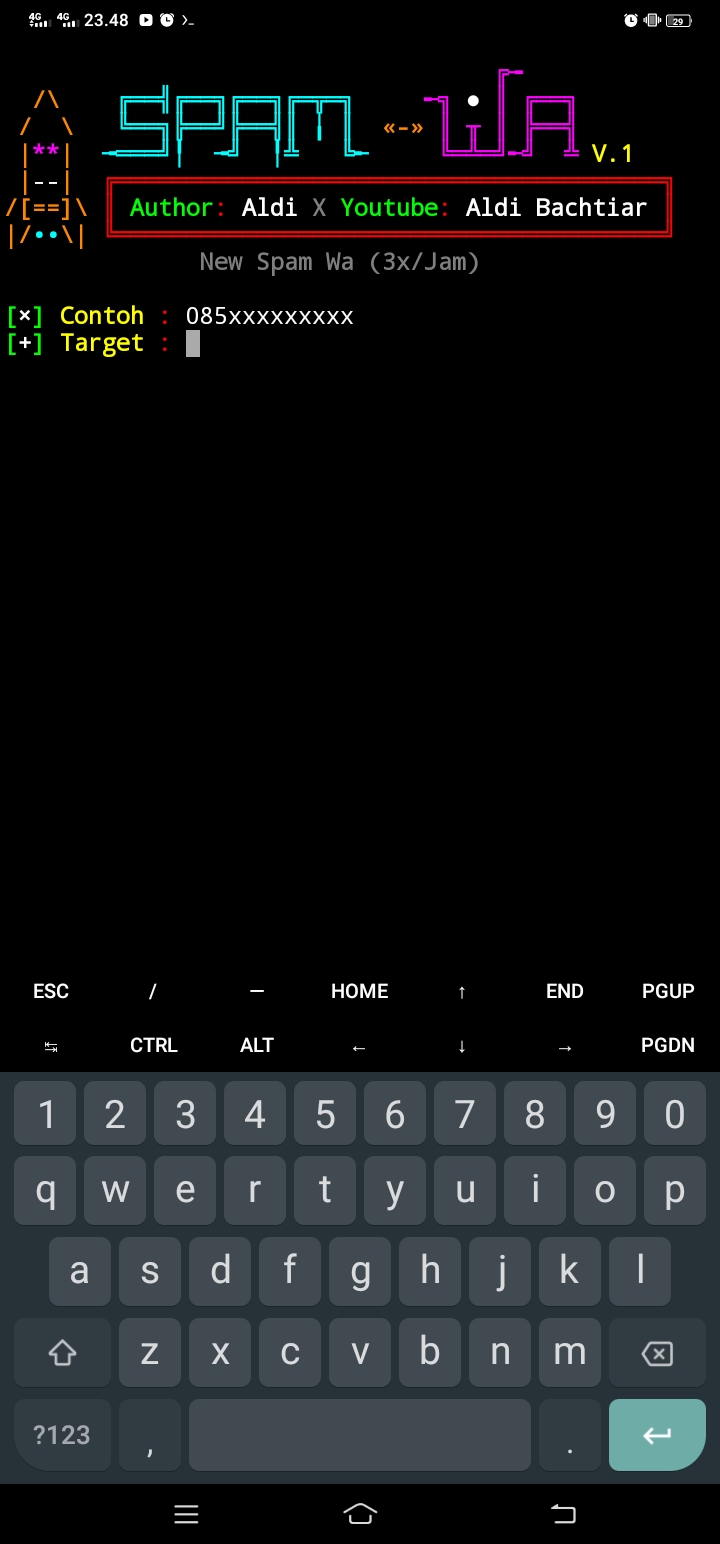 4G 4G 23.48 29
SPAM «-» WA V.1
Author: Aldi X Youtube: Aldi Bachtiar
New Spam Wa (3x/Jam)
[×] Contoh : 085xxxxxxxxx
[+] Target :
ESC / — HOME ↑ END PGUP
↹ CTRL ALT ← ↓ → PGDN
1 2 3 4 5 6 7 8 9 0
q w e r t y u i o p
a s d f g h j k l
z x c v b n m
?123 , .